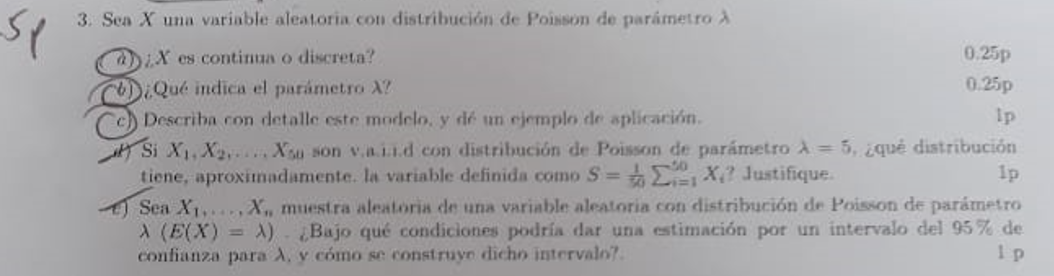 5p
3. Sea X una variable aleatoria con distribución de Poisson de parámetro λ
a) ¿X es continua o discreta? 0.25p
b) ¿Qué indica el parámetro λ? 0.25p
c) Describa con detalle este modelo, y dé un ejemplo de aplicación. 1p
d) Si X₁, X₂, . . . , X₅₀ son v.a.i.i.d con distribución de Poisson de parámetro λ = 5, ¿qué distribución
tiene, aproximadamente. la variable definida como S = 1/50 ∑⁵⁰ᵢ₌₁ Xᵢ? Justifique. 1p
e) Sea X₁, . . . , Xₙ muestra aleatoria de una variable aleatoria con distribución de Poisson de parámetro
λ (E(X) = λ) . ¿Bajo qué condiciones podría dar una estimación por un intervalo del 95 % de
confianza para λ, y cómo se construye dicho intervalo?. 1 p